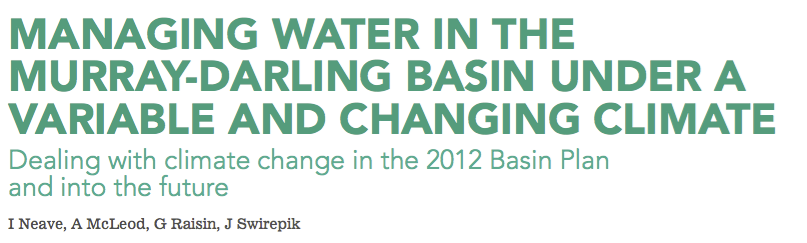 MANAGING WATER IN THE
MURRAY-DARLING BASIN UNDER A
VARIABLE AND CHANGING CLIMATE
Dealing with climate change in the 2012 Basin Plan
and into the future
I Neave, A McLeod, G Raisin, J Swirepik